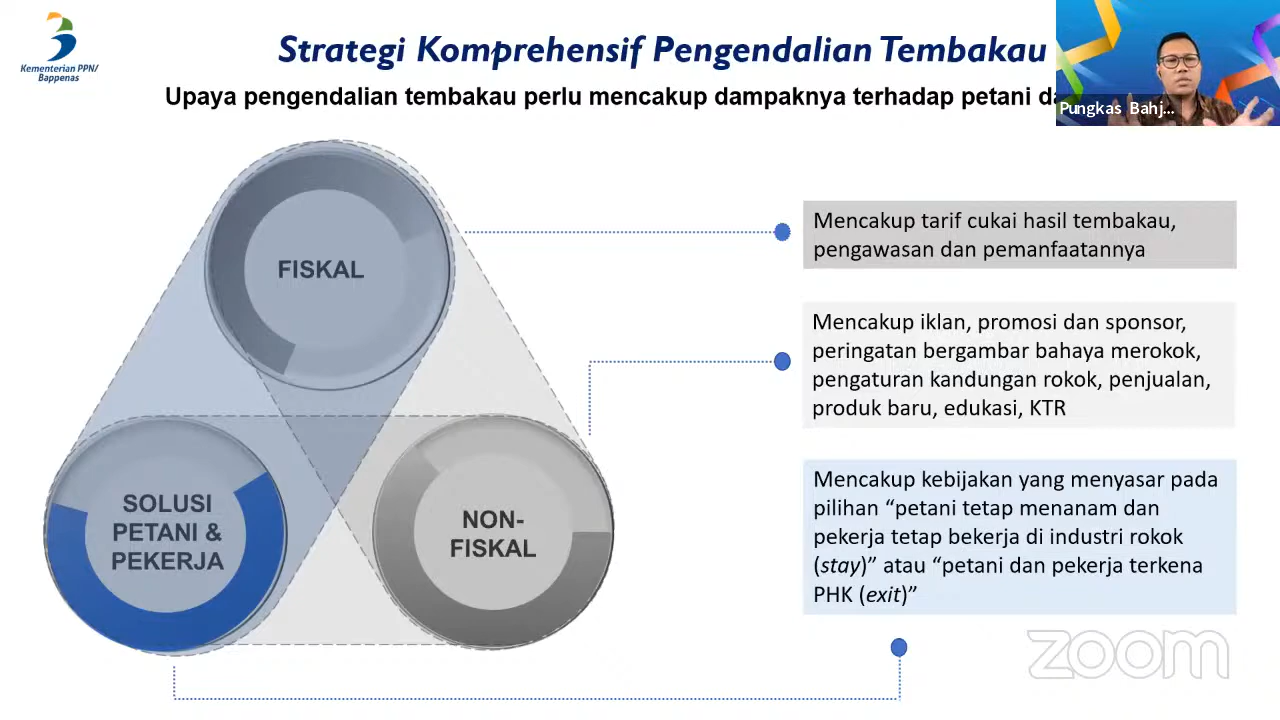 Kementerian PPN/
Bappenas
Strategi Komprehensif Pengendalian Tembakau
Upaya pengendalian tembakau perlu mencakup dampaknya terhadap petani
Pungkas Bahj...
FISKAL
Mencakup tarif cukai hasil tembakau,
pengawasan dan pemanfaatannya
Mencakup iklan, promosi dan sponsor,
peringatan bergambar bahaya merokok,
pengaturan kandungan rokok, penjualan,
produk baru, edukasi, KTR
SOLUSI
PETANI &
PEKERJA
NON-
FISKAL
Mencakup kebijakan yang menyasar pada
pilihan “petani tetap menanam dan
pekerja tetap bekerja di industri rokok
(stay)” atau “petani dan pekerja terkena
PHK (exit)”
zoom